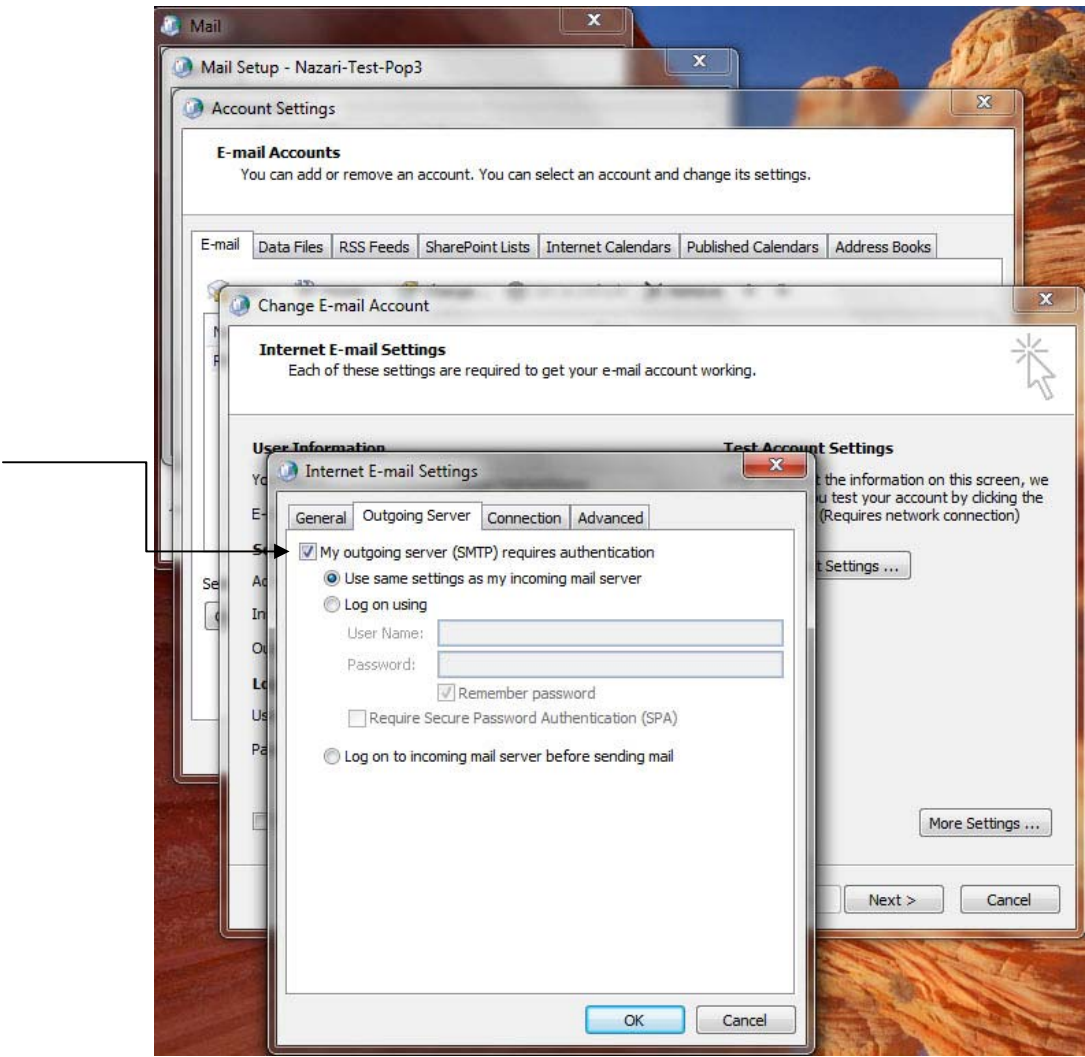 Mail
Mail Setup - Nazari-Test-Pop3
Account Settings
E-mail Accounts
You can add or remove an account. You can select an account and change its settings.
E-mail Data Files RSS Feeds SharePoint Lists Internet Calendars Published Calendars Address Books
Change E-mail Account
Internet E-mail Settings
Each of these settings are required to get your e-mail account working.
User Information
Test Account Settings
Internet E-mail Settings
the information on this screen, we
test your account by clicking the
(Requires network connection)
General Outgoing Server Connection Advanced
My outgoing server (SMTP) requires authentication
Use same settings as my incoming mail server
Settings ...
Log on using
User Name:
Password:
Remember password
Require Secure Password Authentication (SPA)
Log on to incoming mail server before sending mail
More Settings ...
Next > Cancel
OK Cancel